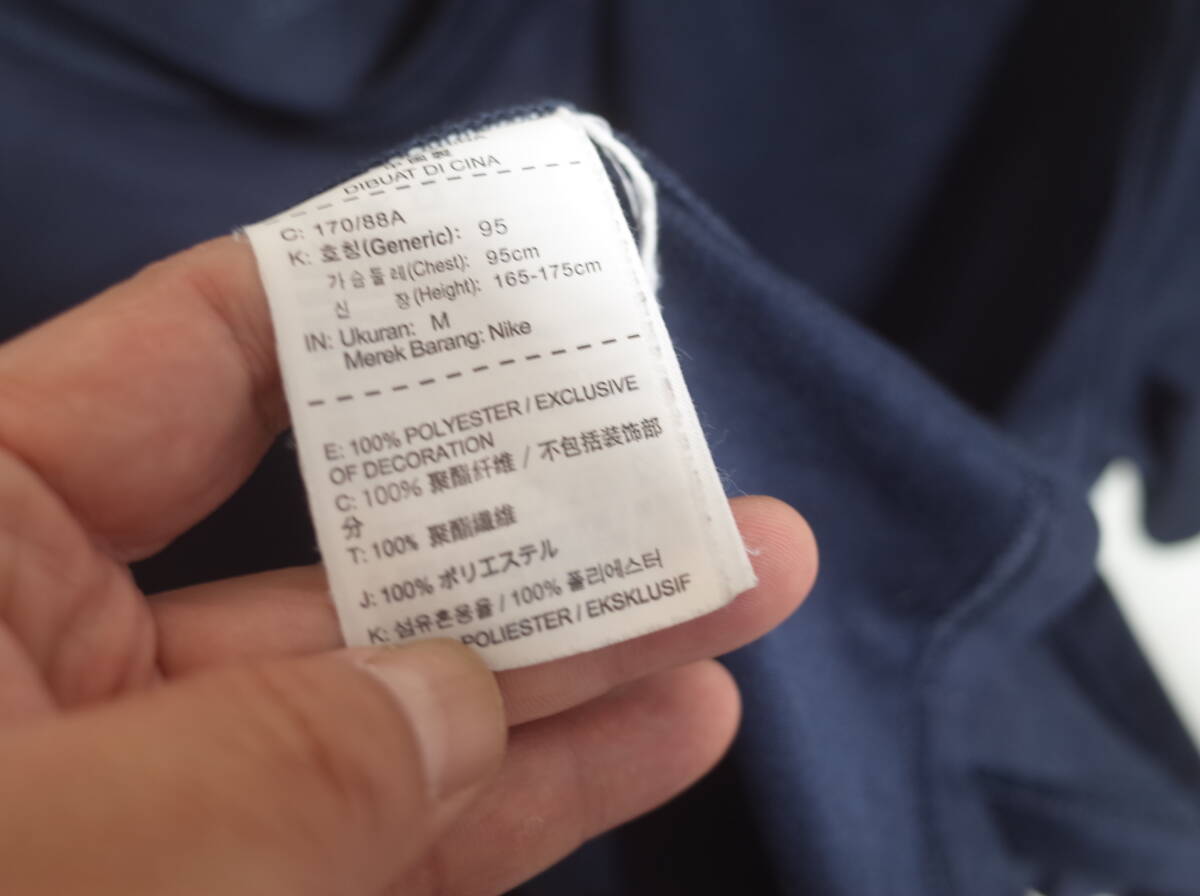 DIBUAT DI CINA
C: 170/88A
K: 호칭(Generic): 95
가슴둘레(Chest): 95cm
신 장(Height): 165-175cm
IN: Ukuran: M
Merek Barang: Nike
E: 100% POLYESTER / EXCLUSIVE
OF DECORATION
C: 100% 聚酯纤维 / 不包括装饰部
分
T: 100% 聚酯纖維
J: 100% ポリエステル
K: 섬유혼용율 / 100% 폴리에스터
POLIESTER / EKSKLUSIF